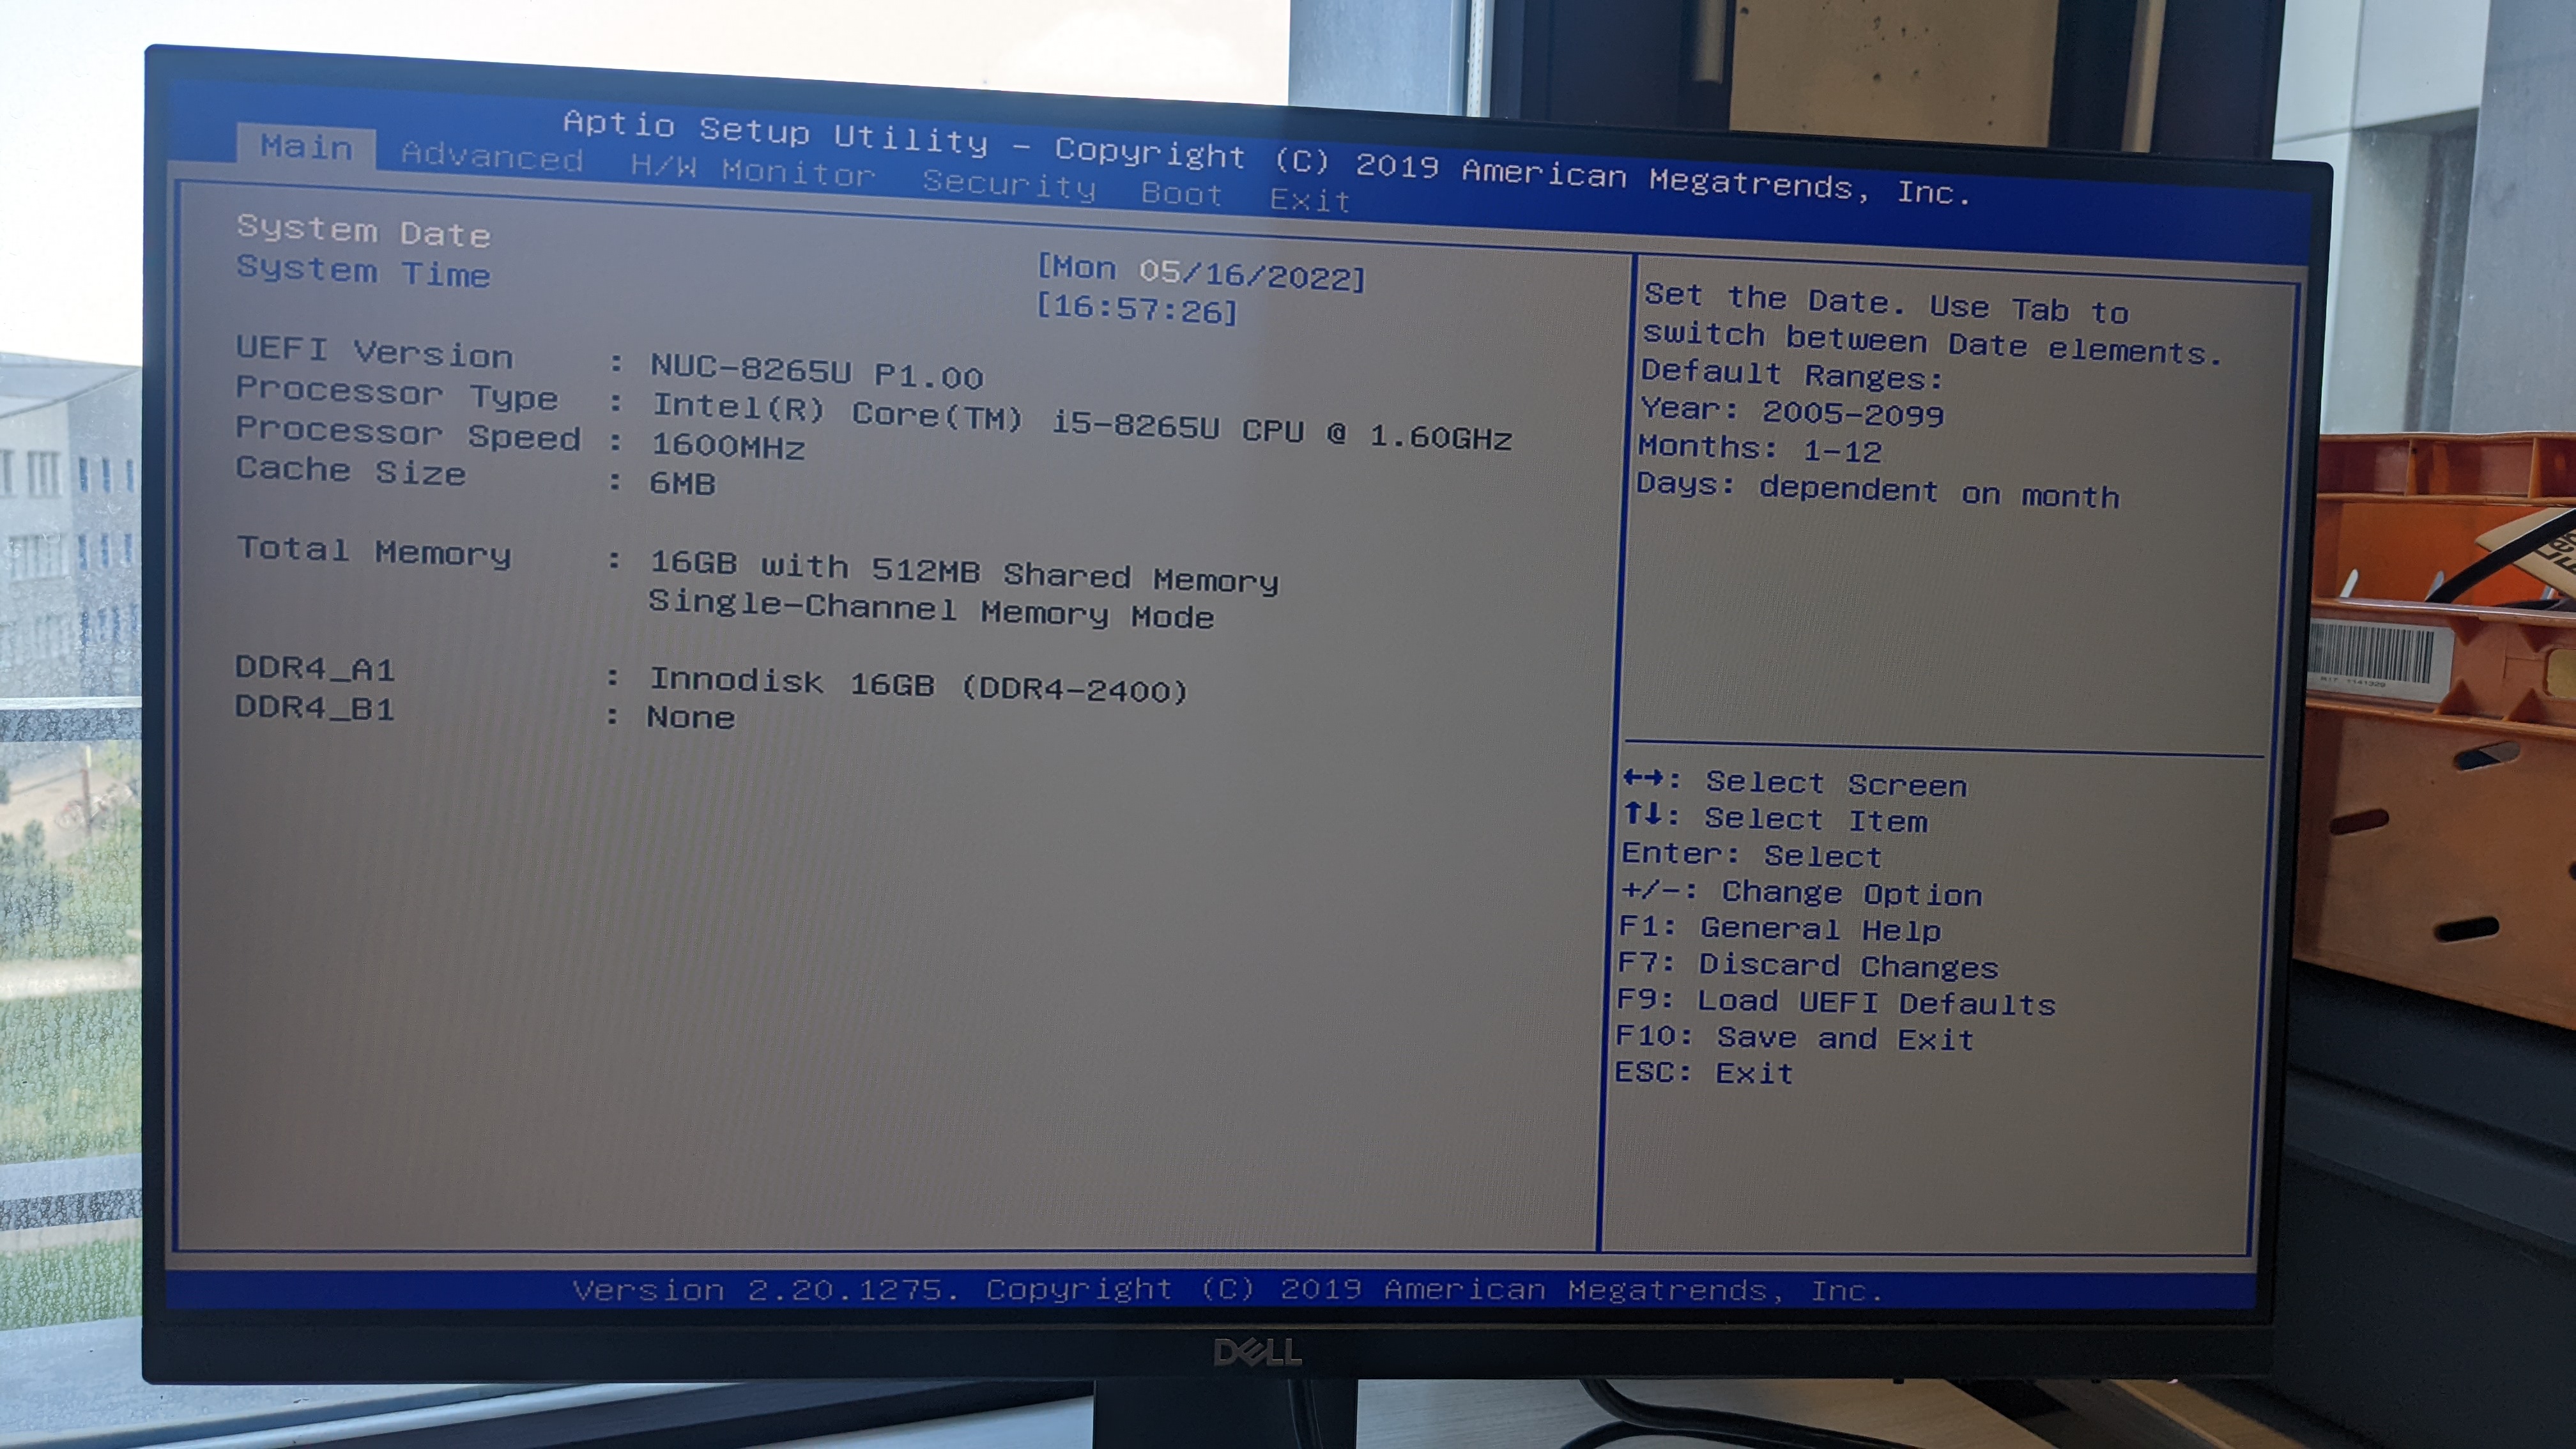 Aptio Setup Utility – Copyright (C) 2019 American Megatrends, Inc.
Main Advanced H/W Monitor Security Boot Exit
System Date [Mon 05/16/2022]
System Time [16:57:26]
UEFI Version : NUC-8265U P1.00
Processor Type : Intel(R) Core(TM) i5-8265U CPU @ 1.60GHz
Processor Speed : 1600MHz
Cache Size : 6MB
Total Memory : 16GB with 512MB Shared Memory
Single-Channel Memory Mode
DDR4_A1 : Innodisk 16GB (DDR4-2400)
DDR4_B1 : None
Set the Date. Use Tab to
switch between Date elements.
Default Ranges:
Year: 2005-2099
Months: 1-12
Days: dependent on month
↔: Select Screen
↑↓: Select Item
Enter: Select
+/-: Change Option
F1: General Help
F7: Discard Changes
F9: Load UEFI Defaults
F10: Save and Exit
ESC: Exit
Version 2.20.1275. Copyright (C) 2019 American Megatrends, Inc.
DELL